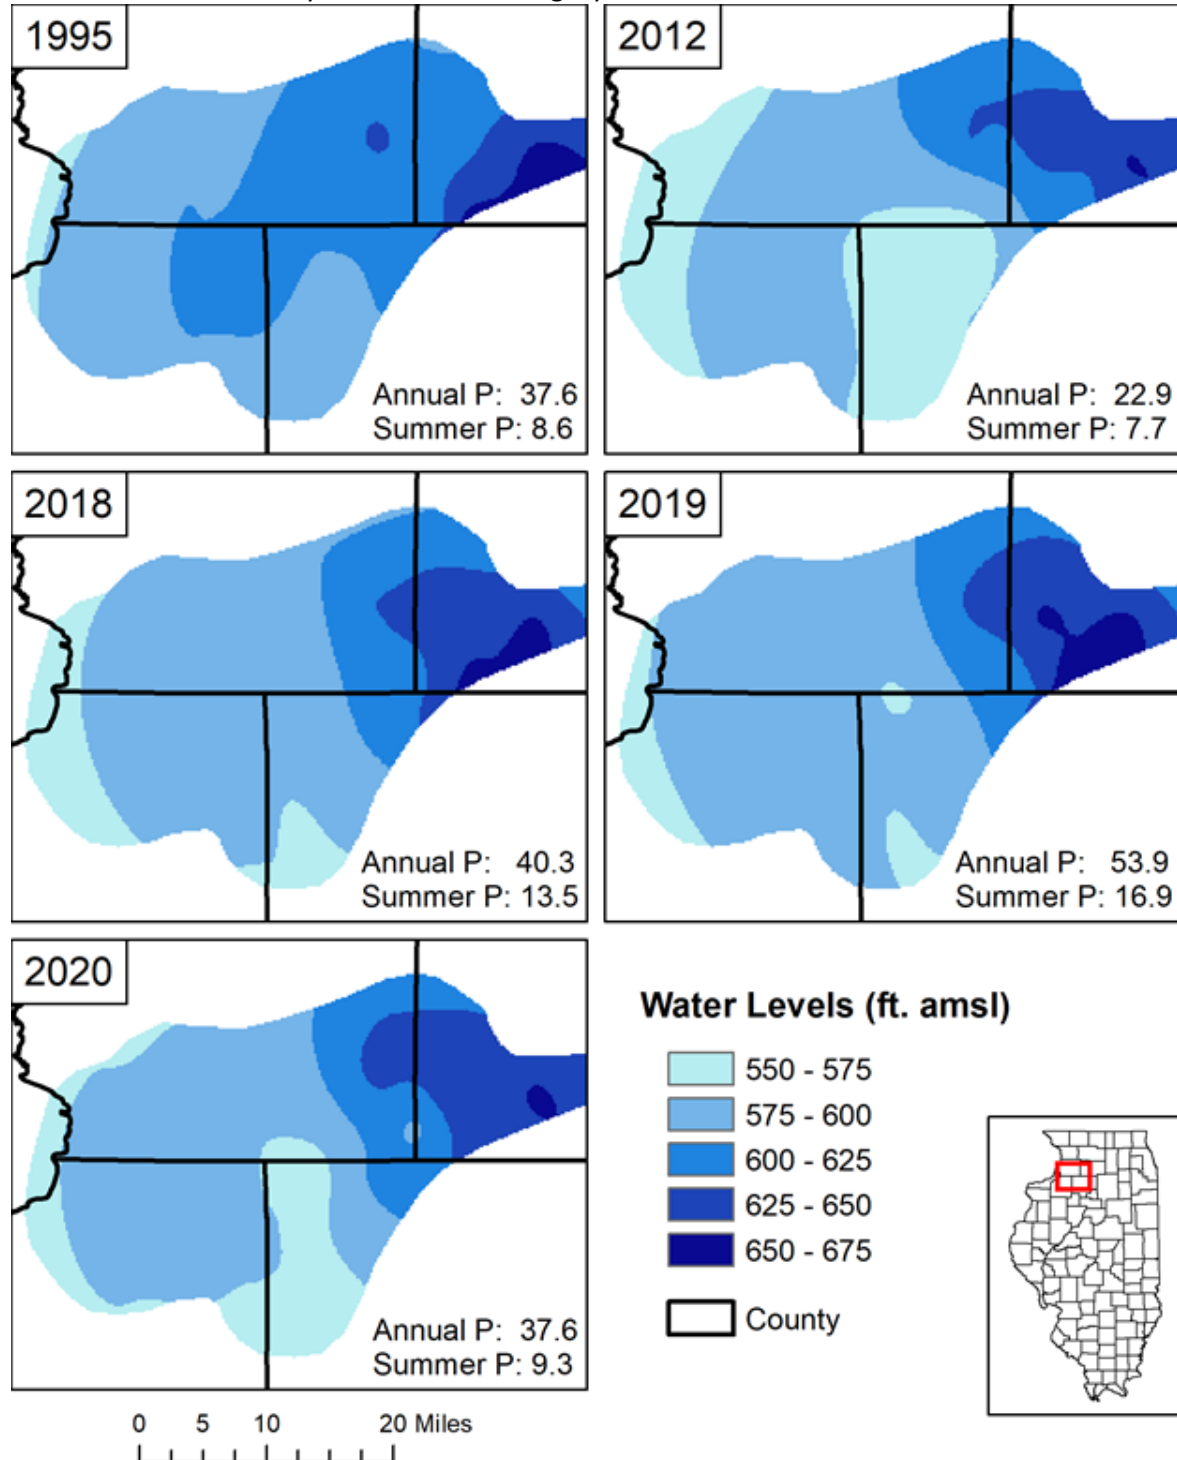 1995
Annual P: 37.6
Summer P: 8.6
2012
Annual P: 22.9
Summer P: 7.7
2018
Annual P: 40.3
Summer P: 13.5
2019
Annual P: 53.9
Summer P: 16.9
2020
Annual P: 37.6
Summer P: 9.3
Water Levels (ft. amsl)
550 - 575
575 - 600
600 - 625
625 - 650
650 - 675
County
0 5 10 20 Miles